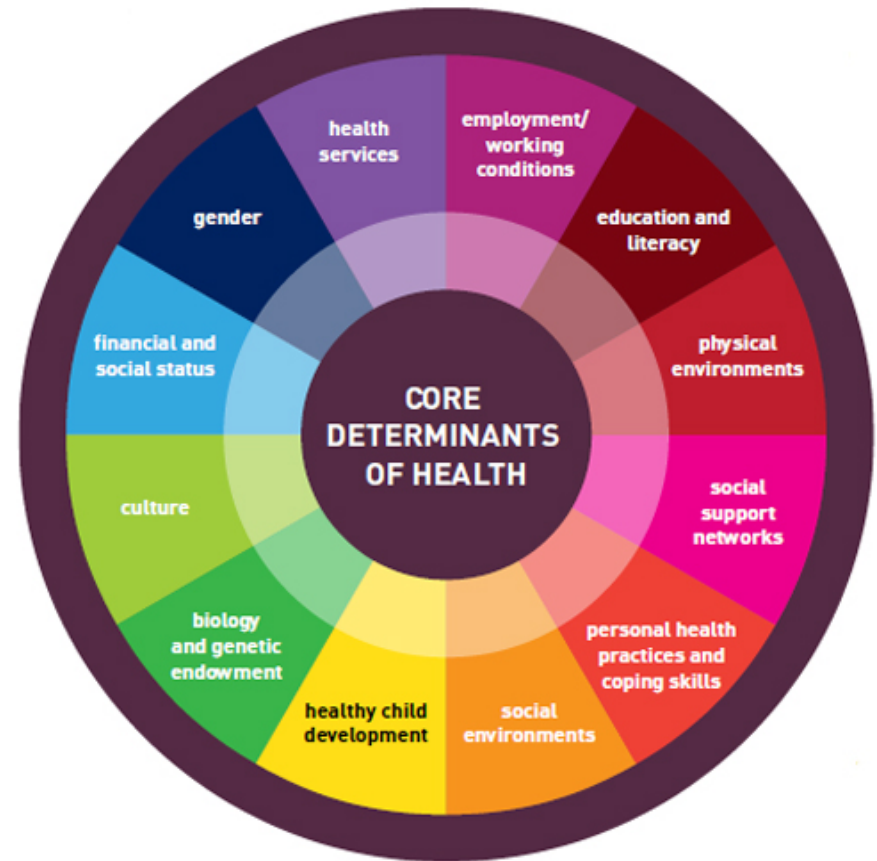 CORE
DETERMINANTS
OF HEALTH
employment/
working
conditions
education and
literacy
physical
environments
social
support
networks
personal health
practices and
coping skills
social
environments
healthy child
development
biology
and genetic
endowment
culture
financial and
social status
gender
health
services